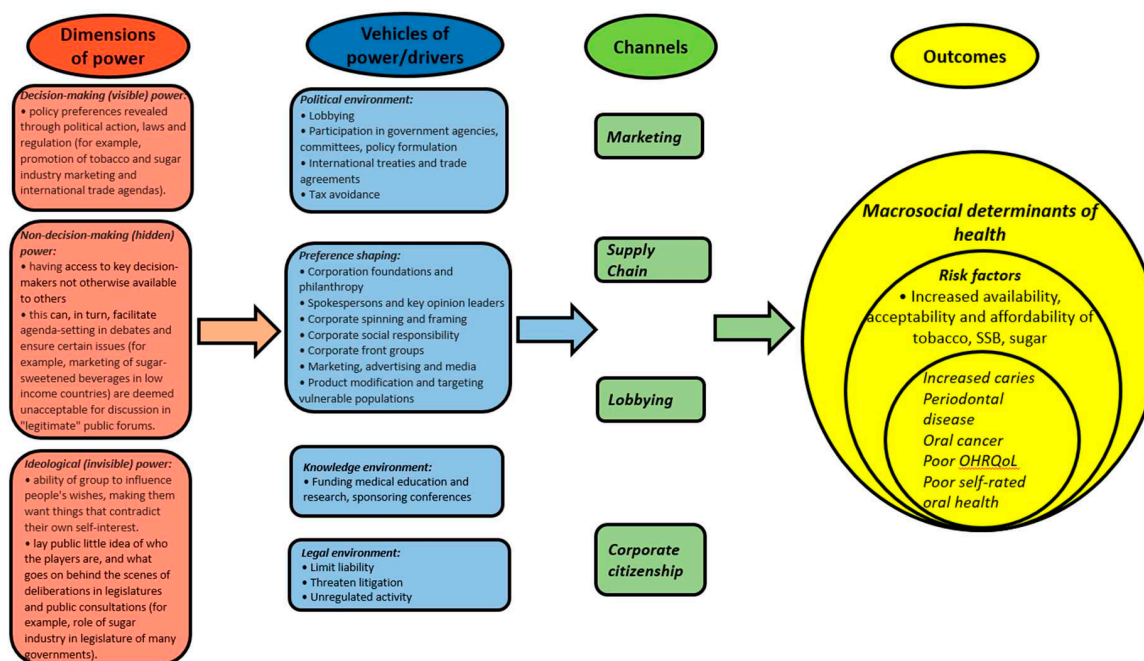 Dimensions
of power
Decision-making (visible) power:
• policy preferences revealed
through political action, laws and
regulation (for example,
promotion of tobacco and sugar
industry marketing and
international trade agendas).
Non-decision-making (hidden)
power:
• having access to key decision-
makers not otherwise available to
others
• this can, in turn, facilitate
agenda-setting in debates and
ensure certain issues (for
example, marketing of sugar-
sweetened beverages in low
income countries) are deemed
unacceptable for discussion in
"legitimate" public forums.
Ideological (invisible) power:
• ability of group to influence
people's wishes, making them
want things that contradict
their own self-interest.
• lay public little idea of who
the players are, and what
goes on behind the scenes of
deliberations in legislatures
and public consultations (for
example, role of sugar
industry in legislature of many
governments).
Vehicles of
power/drivers
Political environment:
• Lobbying
• Participation in government agencies,
committees, policy formulation
• International treaties and trade
agreements
• Tax avoidance
Preference shaping:
• Corporation foundations and
philanthropy
• Spokespersons and key opinion leaders
• Corporate spinning and framing
• Corporate social responsibility
• Corporate front groups
• Marketing, advertising and media
• Product modification and targeting
vulnerable populations
Knowledge environment:
• Funding medical education and
research, sponsoring conferences
Legal environment:
• Limit liability
• Threaten litigation
• Unregulated activity
Channels
Marketing
Supply
Chain
Lobbying
Corporate
citizenship
Outcomes
Macrosocial determinants of
health
Risk factors
• Increased availability,
acceptability and affordability of
tobacco, SSB, sugar
Increased caries
Periodontal
disease
Oral cancer
Poor OHRQoL
Poor self-rated
oral health